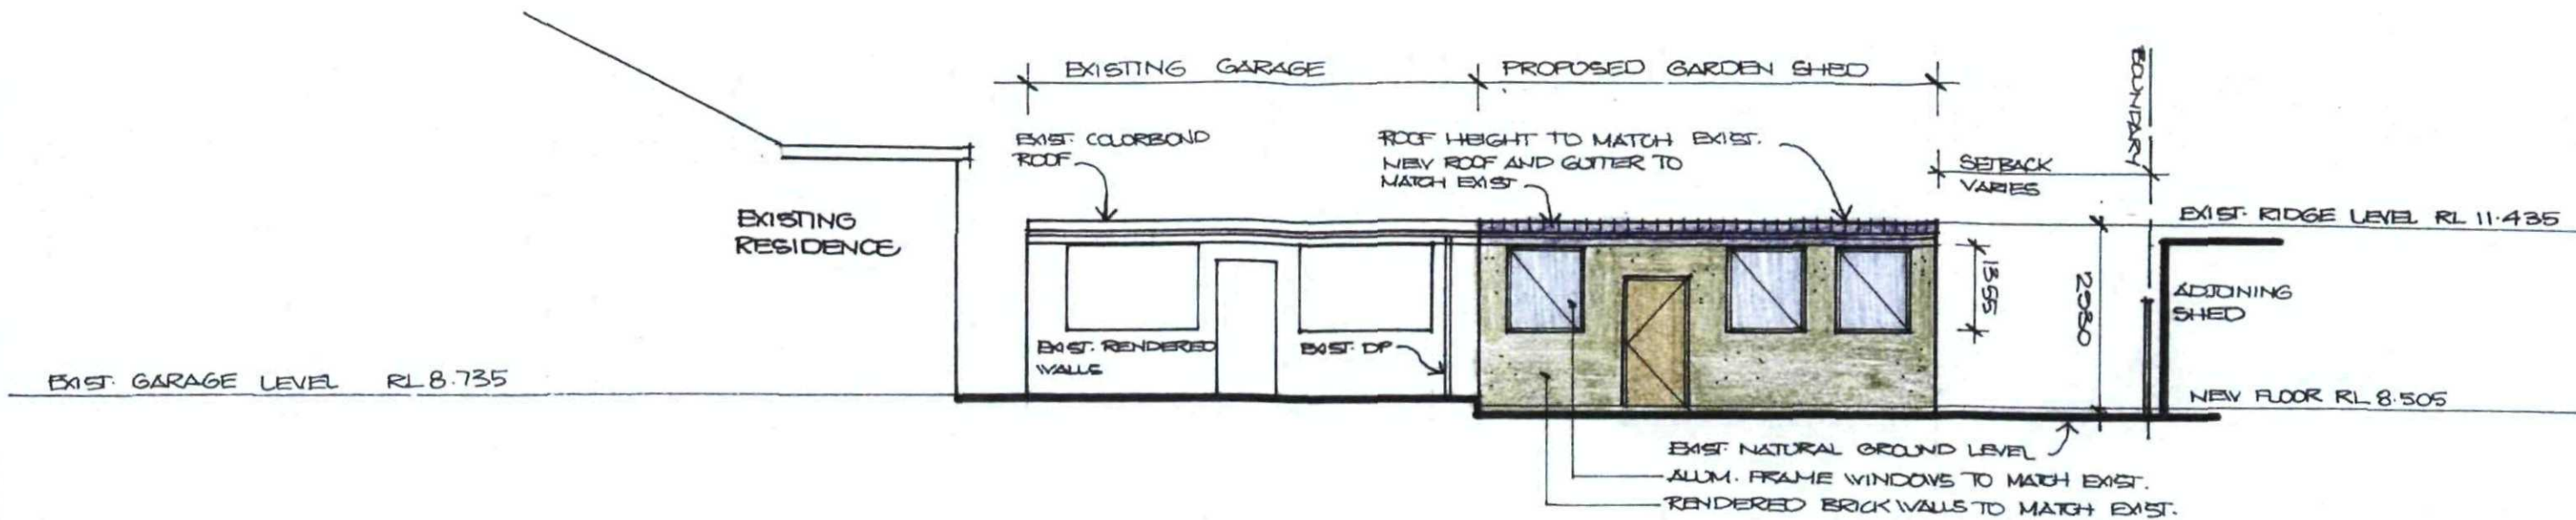 EXISTING GARAGE
PROPOSED GARDEN SHED
BOUNDARY
EXIST. COLORBOND
ROOF
ROOF HEIGHT TO MATCH EXIST.
NEW ROOF AND GUTTER TO
MATCH EXIST
SETBACK
VARIES
EXISTING
RESIDENCE
EXIST. RIDGE LEVEL RL 11.435
1355
2980
ADJOINING
SHED
EXIST. RENDERED
WALLS
EXIST. DP
EXIST. GARAGE LEVEL RL 8.735
NEW FLOOR RL 8.505
EXIST. NATURAL GROUND LEVEL
ALUM. FRAME WINDOWS TO MATCH EXIST.
RENDERED BRICK WALLS TO MATCH EXIST.